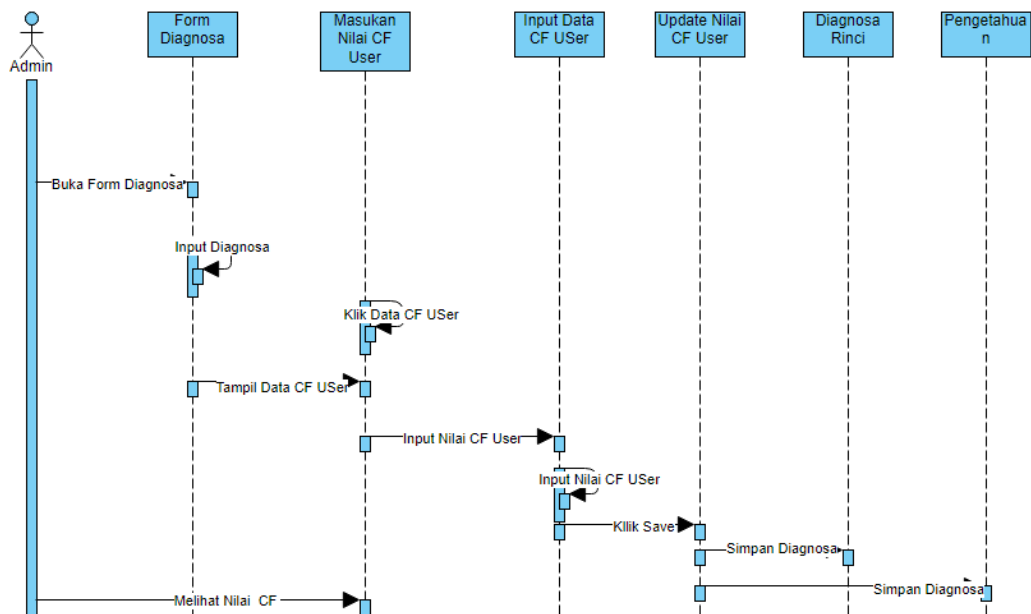 Form
Diagnosa
Masukan
Nilai CF
User
Input Data
CF USer
Update Nilai
CF User
Diagnosa
Rinci
Pengetahua
n
Admin
Buka Form Diagnosa
Input Diagnosa
Klik Data CF USer
Tampil Data CF USer
Input Nilai CF User
Input Nilai CF USer
Kllik Save
Simpan Diagnosa
Simpan Diagnosa
Melihat Nilai CF